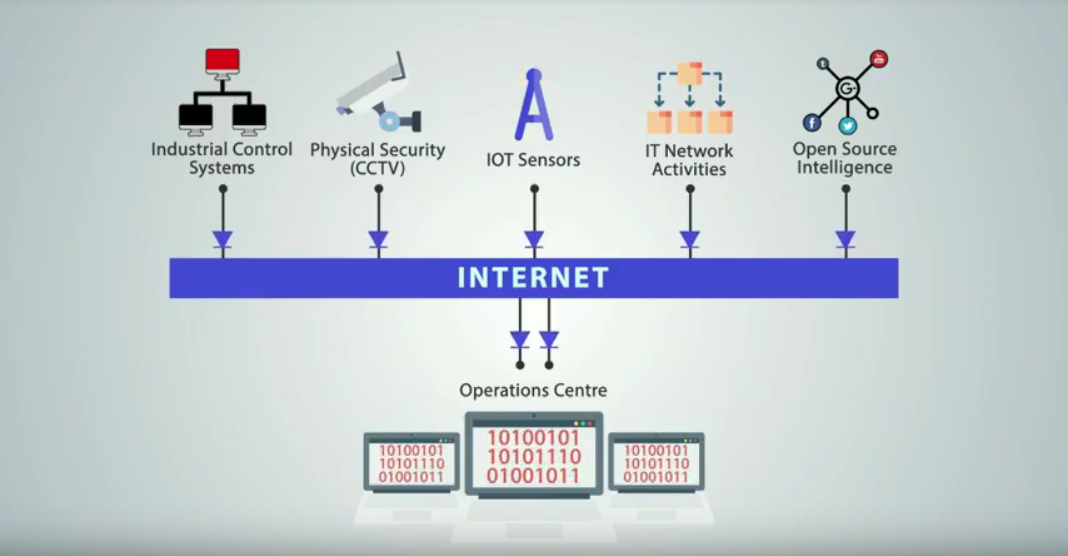 Industrial Control
Systems
Physical Security
(CCTV)
IOT Sensors
IT Network
Activities
G+
t
You
f
Open Source
Intelligence
INTERNET
Operations Centre
10100101
10101110
01001011
10100101
10101110
01001011
10100101
10101110
01001011